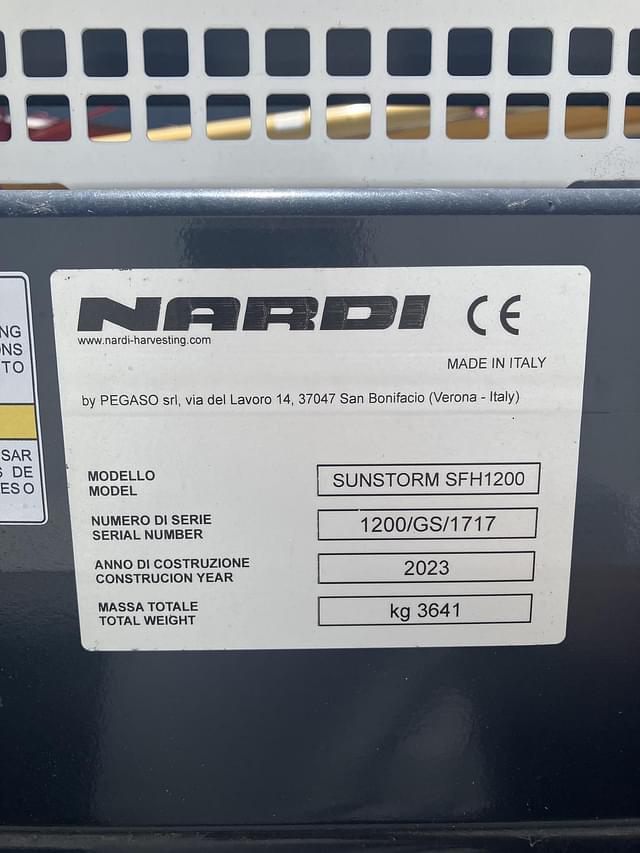 NARDI CE
www.nardi-harvesting.com
MADE IN ITALY
by PEGASO srl, via del Lavoro 14, 37047 San Bonifacio (Verona - Italy)
MODELLO
MODEL
SUNSTORM SFH1200
NUMERO DI SERIE
SERIAL NUMBER
1200/GS/1717
ANNO DI COSTRUZIONE
CONSTRUCION YEAR
2023
MASSA TOTALE
TOTAL WEIGHT
kg 3641
TO
DE